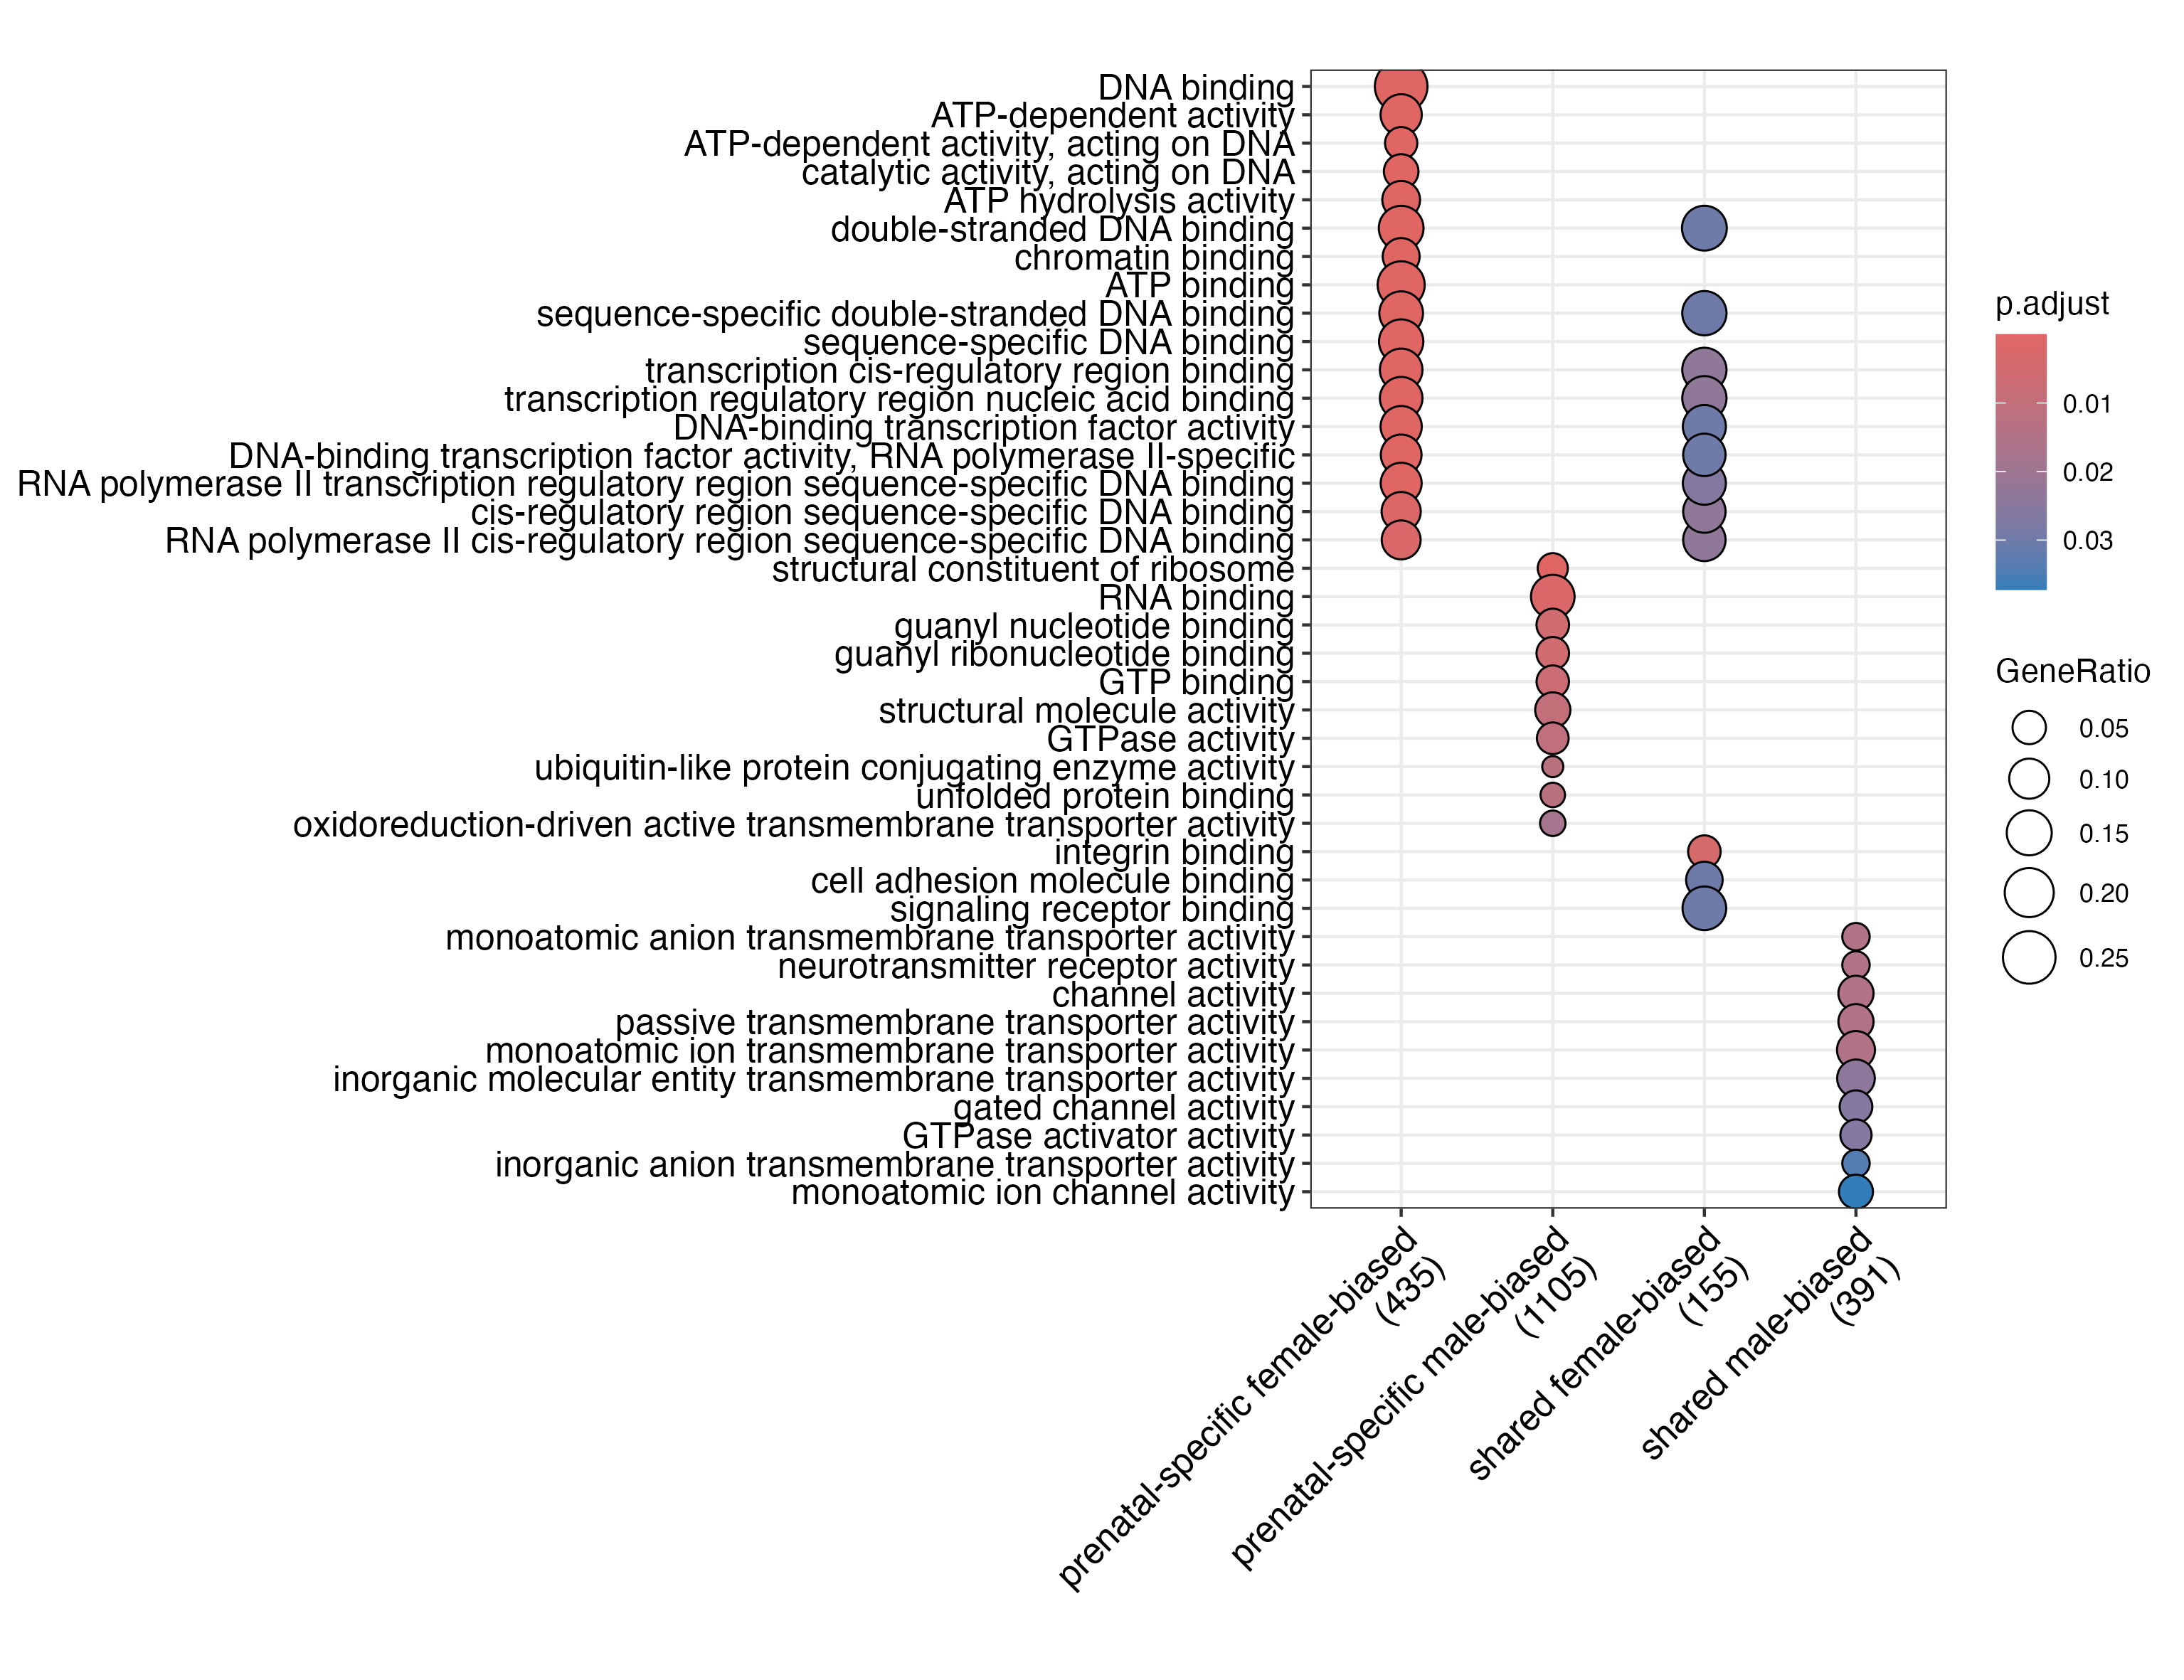 DNA binding
ATP-dependent activity
ATP-dependent activity, acting on DNA
catalytic activity, acting on DNA
ATP hydrolysis activity
double-stranded DNA binding
chromatin binding
ATP binding
sequence-specific double-stranded DNA binding
sequence-specific DNA binding
transcription cis-regulatory region binding
transcription regulatory region nucleic acid binding
DNA-binding transcription factor activity
DNA-binding transcription factor activity, RNA polymerase II-specific
RNA polymerase II transcription regulatory region sequence-specific DNA binding
cis-regulatory region sequence-specific DNA binding
RNA polymerase II cis-regulatory region sequence-specific DNA binding
structural constituent of ribosome
RNA binding
guanyl nucleotide binding
guanyl ribonucleotide binding
GTP binding
structural molecule activity
GTPase activity
ubiquitin-like protein conjugating enzyme activity
unfolded protein binding
oxidoreduction-driven active transmembrane transporter activity
integrin binding
cell adhesion molecule binding
signaling receptor binding
monoatomic anion transmembrane transporter activity
neurotransmitter receptor activity
channel activity
passive transmembrane transporter activity
monoatomic ion transmembrane transporter activity
inorganic molecular entity transmembrane transporter activity
gated channel activity
GTPase activator activity
inorganic anion transmembrane transporter activity
monoatomic ion channel activity
prenatal-specific female-biased
(435)
prenatal-specific male-biased
(1105)
shared female-biased
(155)
shared male-biased
(391)
p.adjust
0.01
0.02
0.03
GeneRatio
0.05
0.10
0.15
0.20
0.25